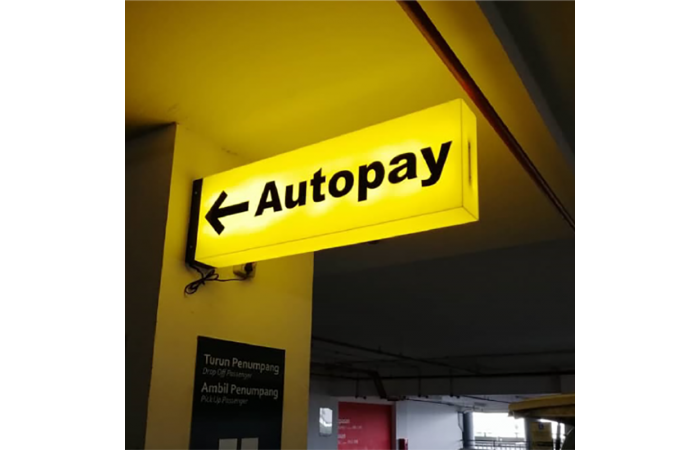 ← Autopay
Turun Penumpang
Drop Off Passenger
Ambil Penumpang
Pick Up Passenger